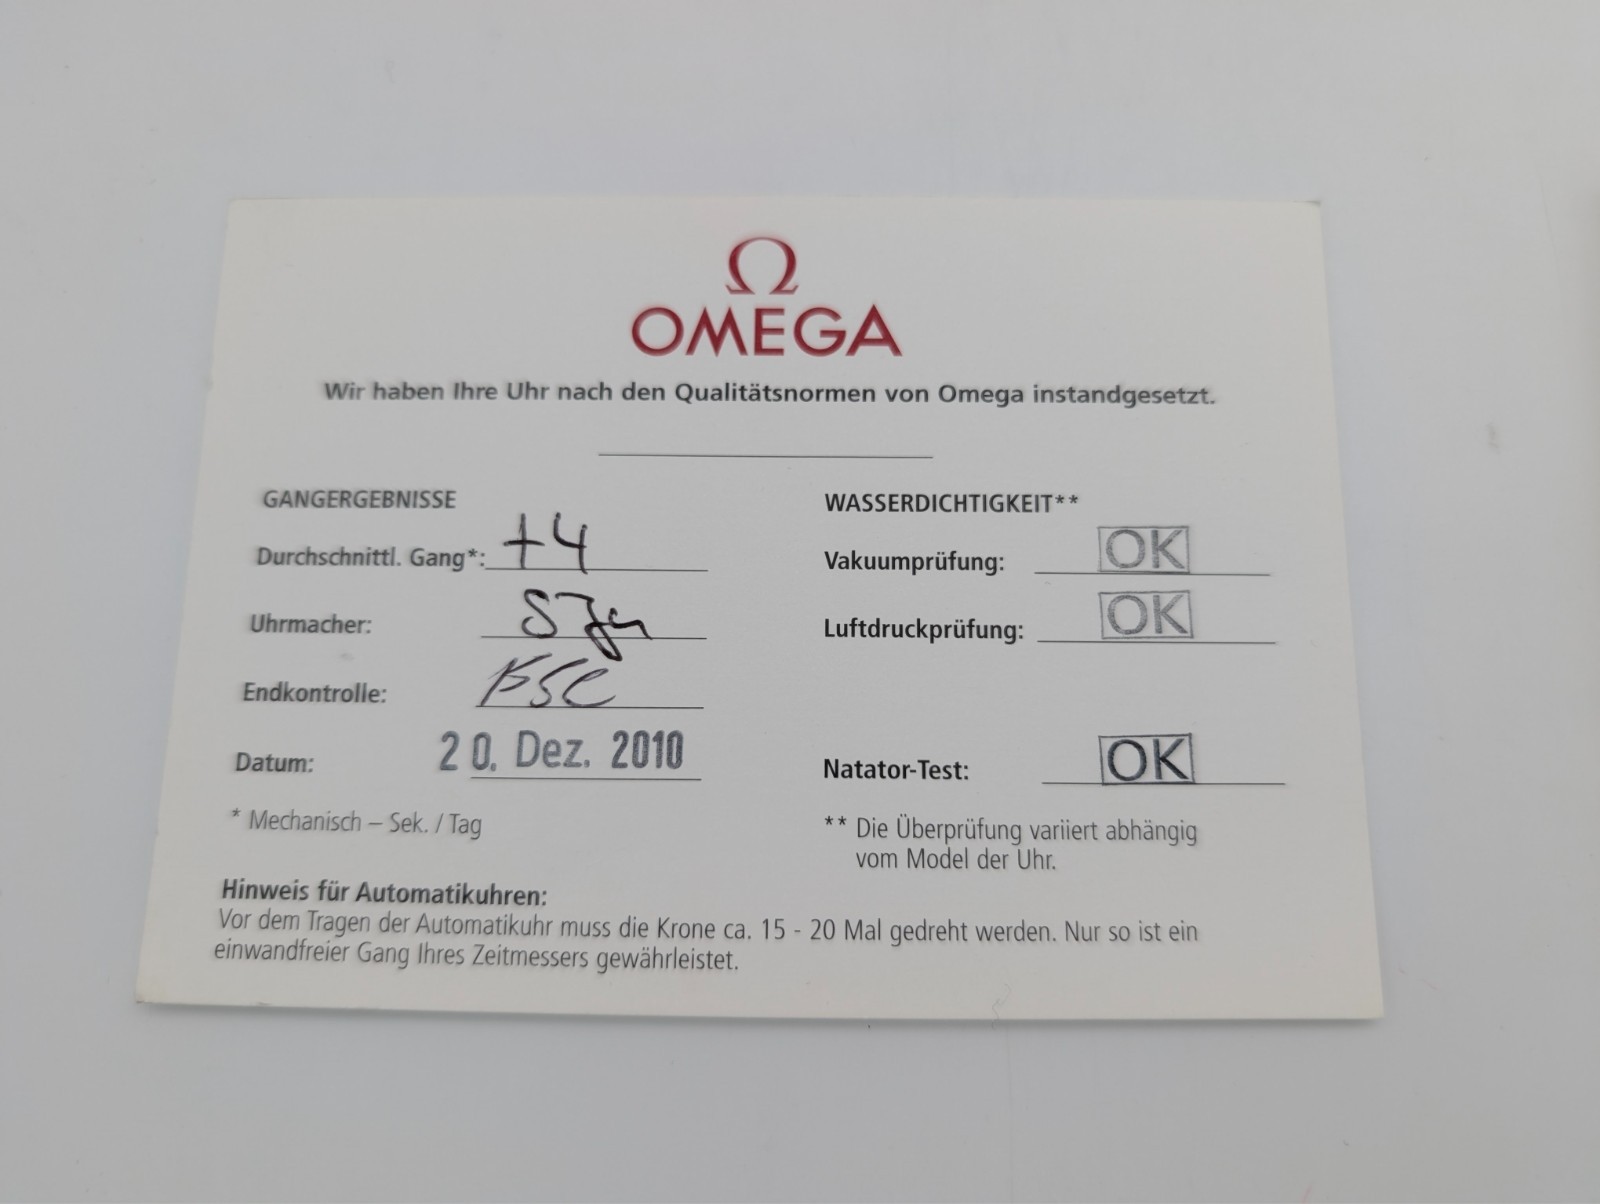 Ω
OMEGA
Wir haben Ihre Uhr nach den Qualitätsnormen von Omega instandgesetzt.
GANGERGEBNISSE
Durchschnittl. Gang*: +4
Uhrmacher:
Endkontrolle:
Datum: 20. Dez. 2010
* Mechanisch – Sek. / Tag
WASSERDICHTIGKEIT**
Vakuumprüfung: OK
Luftdruckprüfung: OK
Natator-Test: OK
** Die Überprüfung variiert abhängig
vom Model der Uhr.
Hinweis für Automatikuhren:
Vor dem Tragen der Automatikuhr muss die Krone ca. 15 - 20 Mal gedreht werden. Nur so ist ein
einwandfreier Gang Ihres Zeitmessers gewährleistet.